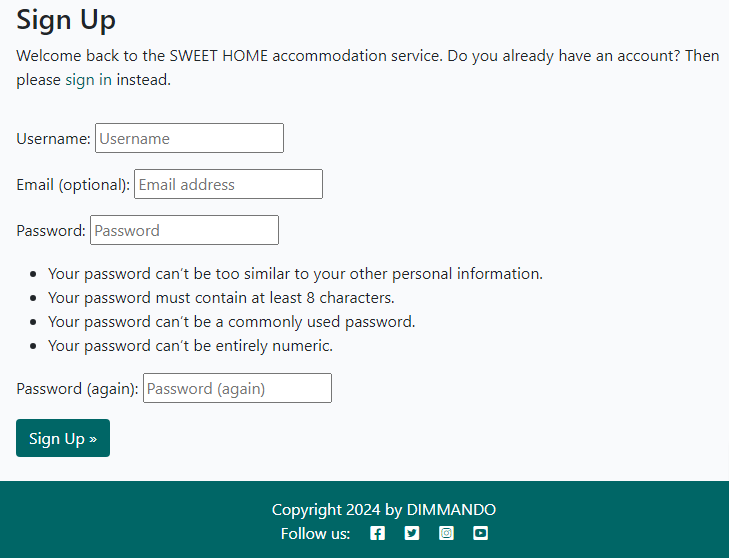 Sign Up
Welcome back to the SWEET HOME accommodation service. Do you already have an account? Then
please sign in instead.
Username: Username
Email (optional): Email address
Password: Password
• Your password can't be too similar to your other personal information.
• Your password must contain at least 8 characters.
• Your password can't be a commonly used password.
• Your password can't be entirely numeric.
Password (again): Password (again)
Sign Up »
Copyright 2024 by DIMMANDO
Follow us: